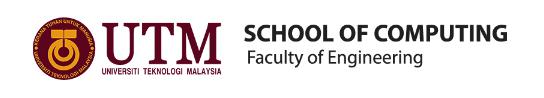 UTM
UNIVERSITI TEKNOLOGI MALAYSIA
SCHOOL OF COMPUTING
Faculty of Engineering